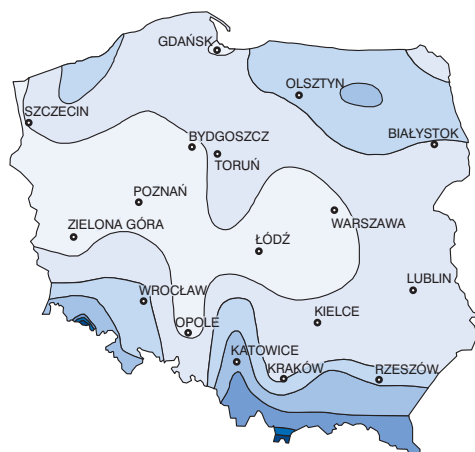 GDAŃSK
OLSZTYN
SZCZECIN
BIAŁYSTOK
BYDGOSZCZ
TORUŃ
POZNAŃ
WARSZAWA
ZIELONA GÓRA
ŁÓDŹ
LUBLIN
WROCŁAW
KIELCE
OPOLE
KATOWICE
KRAKÓW
RZESZÓW